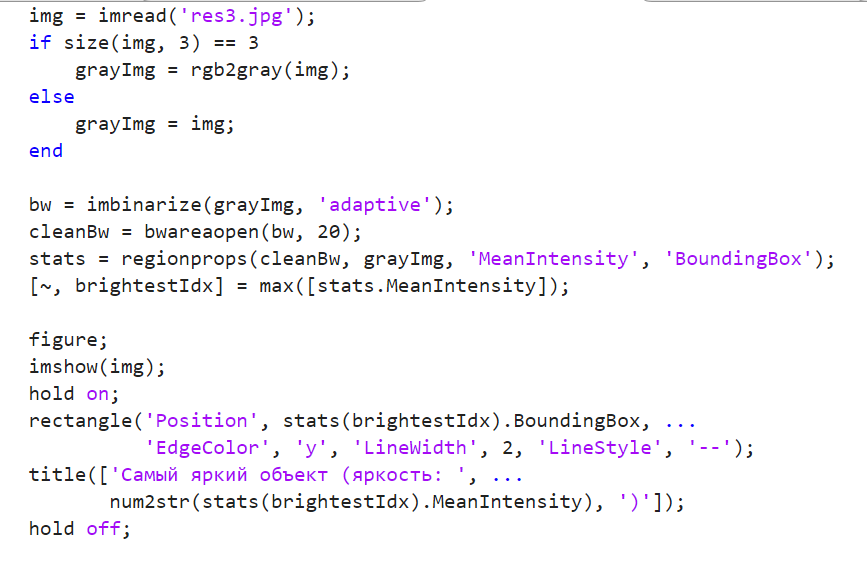 img = imread('res3.jpg');
if size(img, 3) == 3
    grayImg = rgb2gray(img);
else
    grayImg = img;
end

bw = imbinarize(grayImg, 'adaptive');
cleanBw = bwareaopen(bw, 20);
stats = regionprops(cleanBw, grayImg, 'MeanIntensity', 'BoundingBox');
[~, brightestIdx] = max([stats.MeanIntensity]);

figure;
imshow(img);
hold on;
rectangle('Position', stats(brightestIdx).BoundingBox, ...
          'EdgeColor', 'y', 'LineWidth', 2, 'LineStyle', '--');
title(['Самый яркий объект (яркость: ', ...
       num2str(stats(brightestIdx).MeanIntensity), ')']);
hold off;